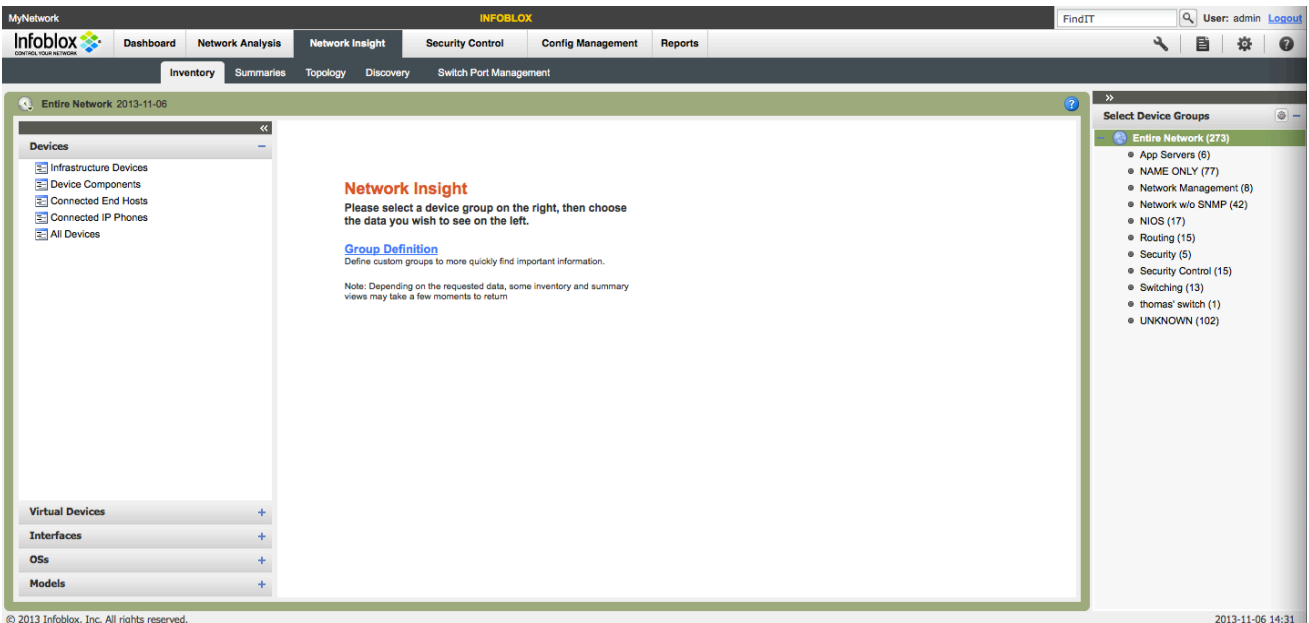 MyNetwork
INFOBLOX
FindIT
User: admin Logout
Infoblox
CONTROL YOUR NETWORK
Dashboard
Network Analysis
Network Insight
Security Control
Config Management
Reports
Inventory
Summaries
Topology
Discovery
Switch Port Management
Entire Network 2013-11-06
Devices
Infrastructure Devices
Device Components
Connected End Hosts
Connected IP Phones
All Devices
Virtual Devices
Interfaces
OSs
Models
Network Insight
Please select a device group on the right, then choose
the data you wish to see on the left.
Group Definition
Define custom groups to more quickly find important information.
Note: Depending on the requested data, some inventory and summary
views may take a few moments to return
Select Device Groups
Entire Network (273)
App Servers (6)
NAME ONLY (77)
Network Management (8)
Network w/o SNMP (42)
NIOS (17)
Routing (15)
Security (5)
Security Control (15)
Switching (13)
thomas' switch (1)
UNKNOWN (102)
© 2013 Infoblox, Inc. All rights reserved.
2013-11-06 14:31